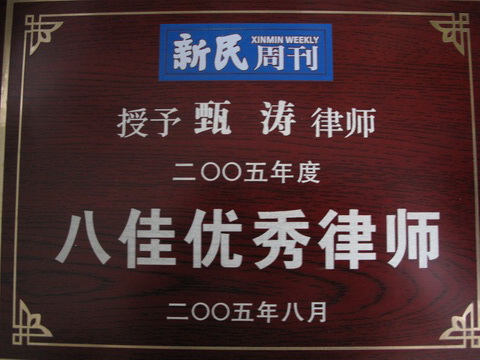 新民周刊 XINMIN WEEKLY
授予 甄涛 律师
二〇〇五年度
八佳优秀律师
二〇〇五年八月